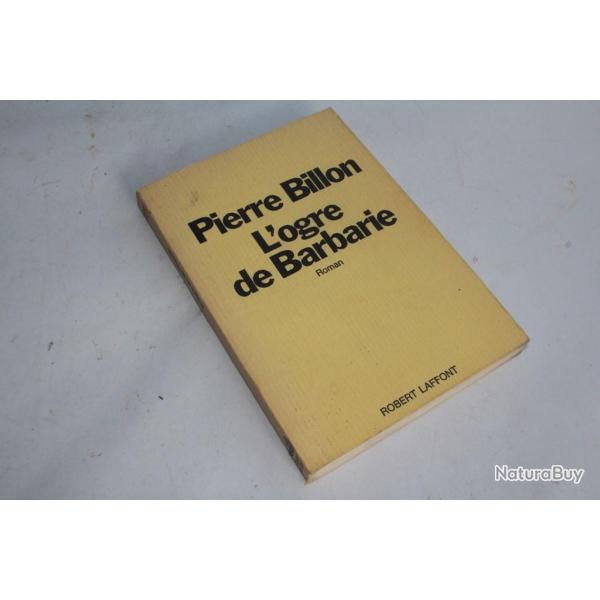 Pierre Billon
L'ogre
de Barbarie
Roman
ROBERT LAFFONT
NaturaBuy